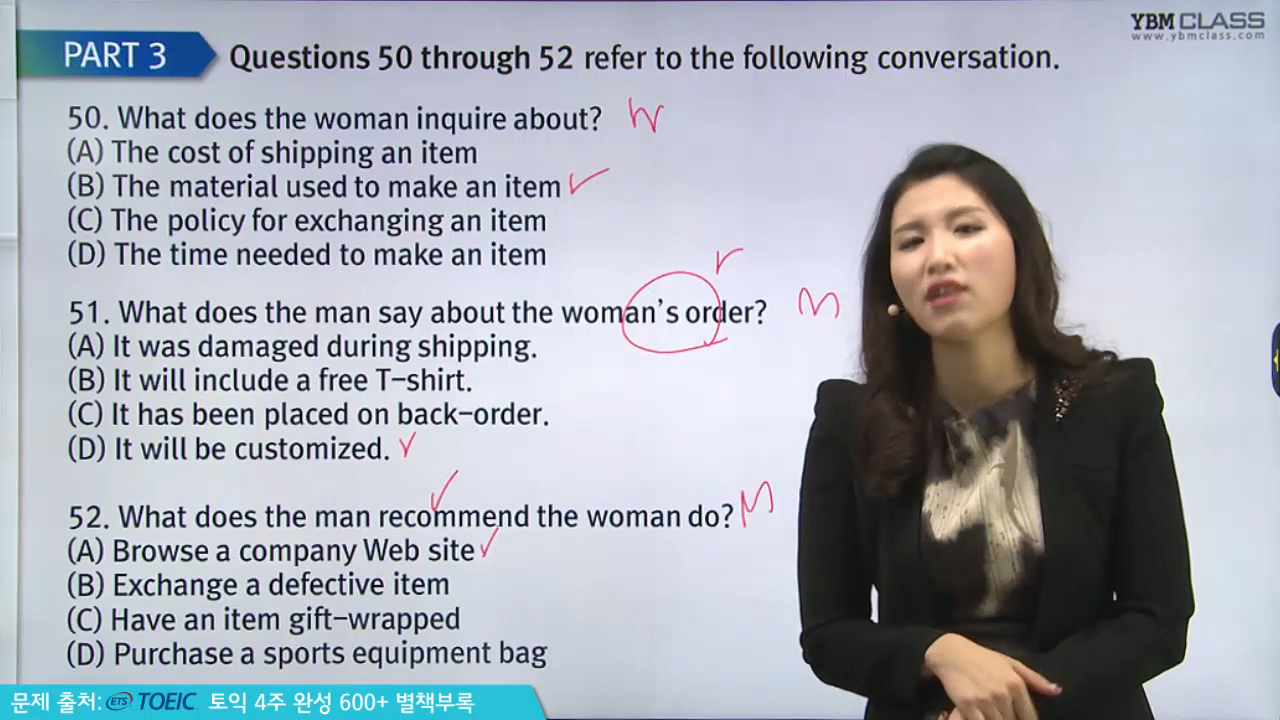 YBM CLASS
www.ybmclass.com
PART 3
Questions 50 through 52 refer to the following conversation.
50. What does the woman inquire about? W
(A) The cost of shipping an item
(B) The material used to make an item
(C) The policy for exchanging an item
(D) The time needed to make an item
51. What does the man say about the woman's order? M
(A) It was damaged during shipping.
(B) It will include a free T-shirt.
(C) It has been placed on back-order.
(D) It will be customized.
52. What does the man recommend the woman do? M
(A) Browse a company Web site
(B) Exchange a defective item
(C) Have an item gift-wrapped
(D) Purchase a sports equipment bag
문제 출처: ETS TOEIC 토익 4주 완성 600+ 별책부록